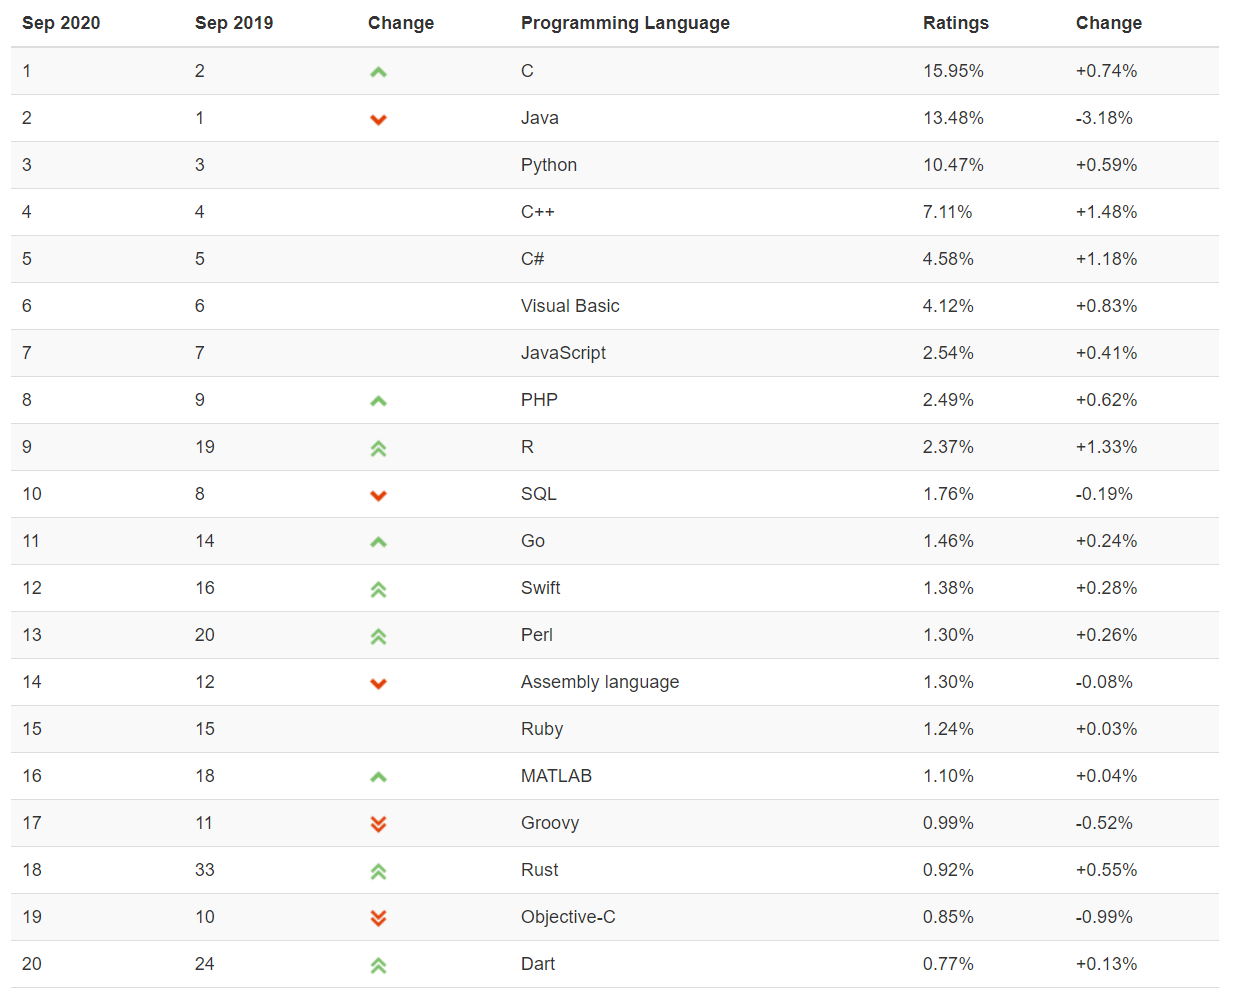 Sep 2020 Sep 2019 Change Programming Language Ratings Change
1 2 C 15.95% +0.74%
2 1 Java 13.48% -3.18%
3 3 Python 10.47% +0.59%
4 4 C++ 7.11% +1.48%
5 5 C# 4.58% +1.18%
6 6 Visual Basic 4.12% +0.83%
7 7 JavaScript 2.54% +0.41%
8 9 PHP 2.49% +0.62%
9 19 R 2.37% +1.33%
10 8 SQL 1.76% -0.19%
11 14 Go 1.46% +0.24%
12 16 Swift 1.38% +0.28%
13 20 Perl 1.30% +0.26%
14 12 Assembly language 1.30% -0.08%
15 15 Ruby 1.24% +0.03%
16 18 MATLAB 1.10% +0.04%
17 11 Groovy 0.99% -0.52%
18 33 Rust 0.92% +0.55%
19 10 Objective-C 0.85% -0.99%
20 24 Dart 0.77% +0.13%